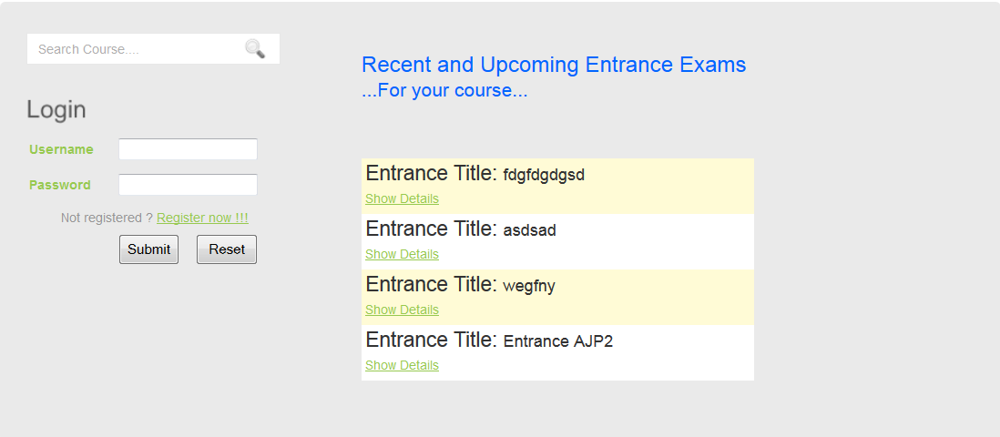 Search Course....
Login
Username
Password
Not registered ? Register now !!!
Submit Reset
Recent and Upcoming Entrance Exams
...For your course...
Entrance Title: fdgfdgdgsd
Show Details
Entrance Title: asdsad
Show Details
Entrance Title: wegfny
Show Details
Entrance Title: Entrance AJP2
Show Details